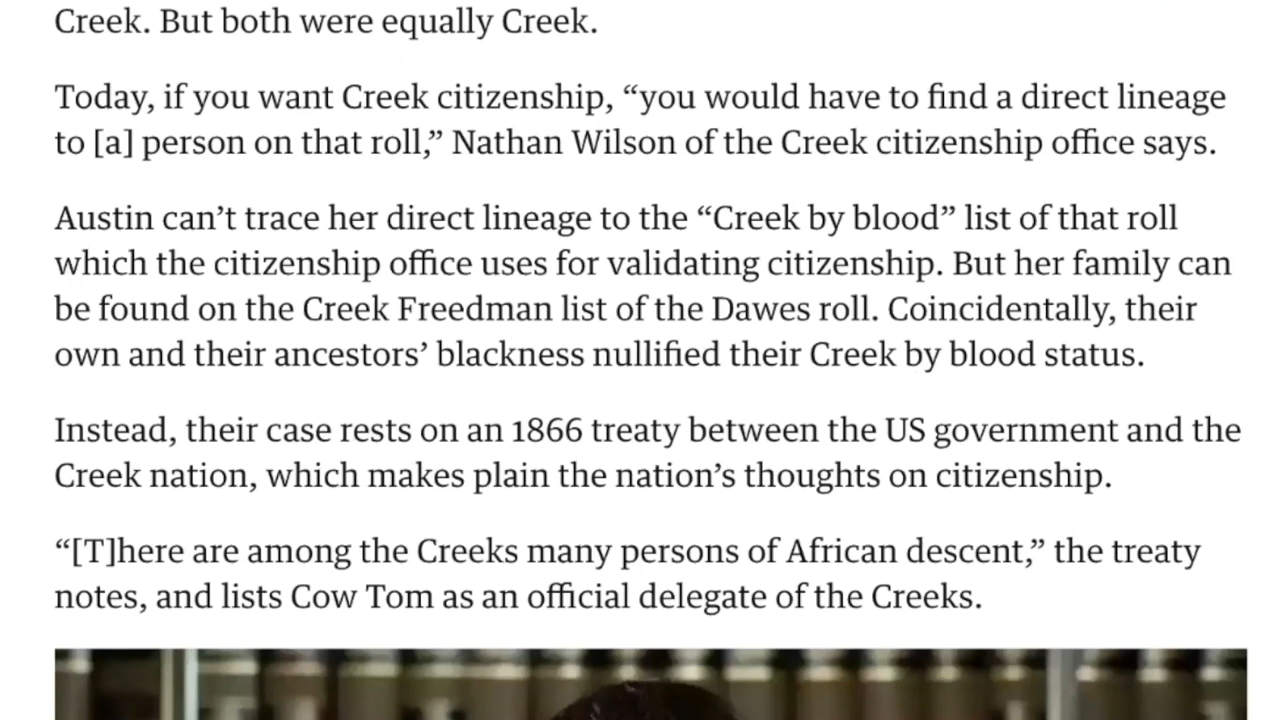 Creek. But both were equally Creek.
Today, if you want Creek citizenship, “you would have to find a direct lineage
to [a] person on that roll,” Nathan Wilson of the Creek citizenship office says.
Austin can’t trace her direct lineage to the “Creek by blood” list of that roll
which the citizenship office uses for validating citizenship. But her family can
be found on the Creek Freedman list of the Dawes roll. Coincidentally, their
own and their ancestors’ blackness nullified their Creek by blood status.
Instead, their case rests on an 1866 treaty between the US government and the
Creek nation, which makes plain the nation’s thoughts on citizenship.
“[T]here are among the Creeks many persons of African descent,” the treaty
notes, and lists Cow Tom as an official delegate of the Creeks.